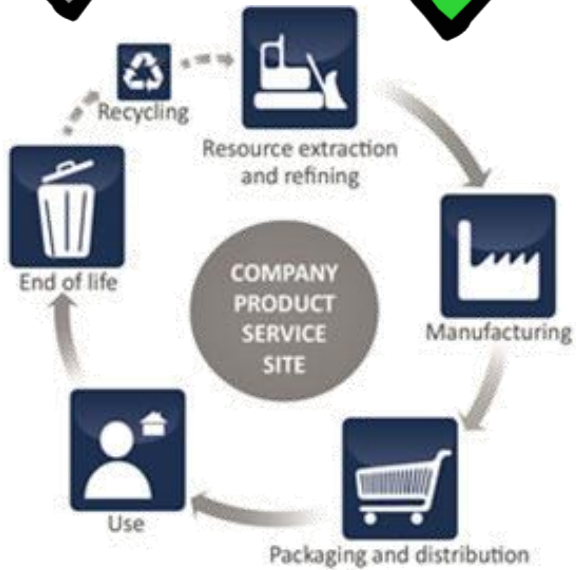 Recycling
Resource extraction
and refining
End of life
COMPANY
PRODUCT
SERVICE
SITE
Manufacturing
Use
Packaging and distribution